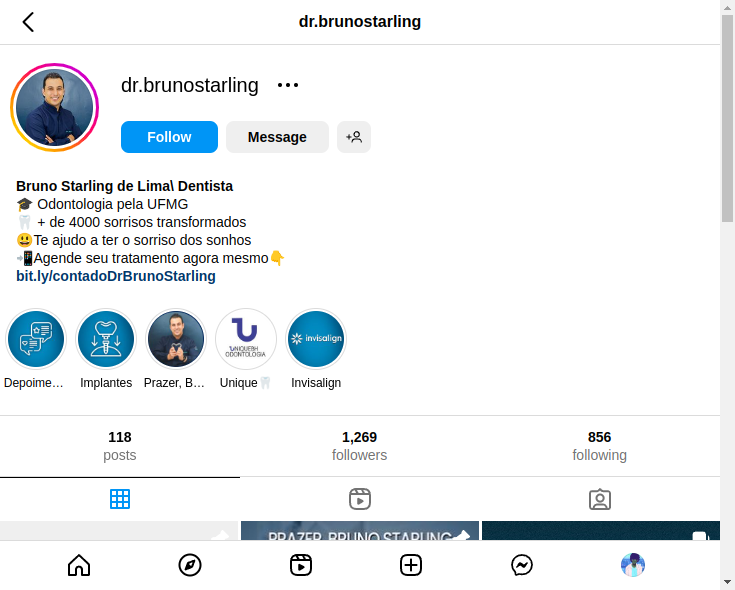 dr.brunostarling
dr.brunostarling
Follow
Message
Bruno Starling de Lima\ Dentista
🎓 Odontologia pela UFMG
🦷 + de 4000 sorrisos transformados
😃Te ajudo a ter o sorriso dos sonhos
📲Agende seu tratamento agora mesmo👇
bit.ly/contadoDrBrunoStarling
UNIQUEBH
ODONTOLOGIA
invisalign
Depoime...
Implantes
Prazer, B...
Unique🦷
Invisalign
118
posts
1,269
followers
856
following
PRAZER, BRUNO STARLING